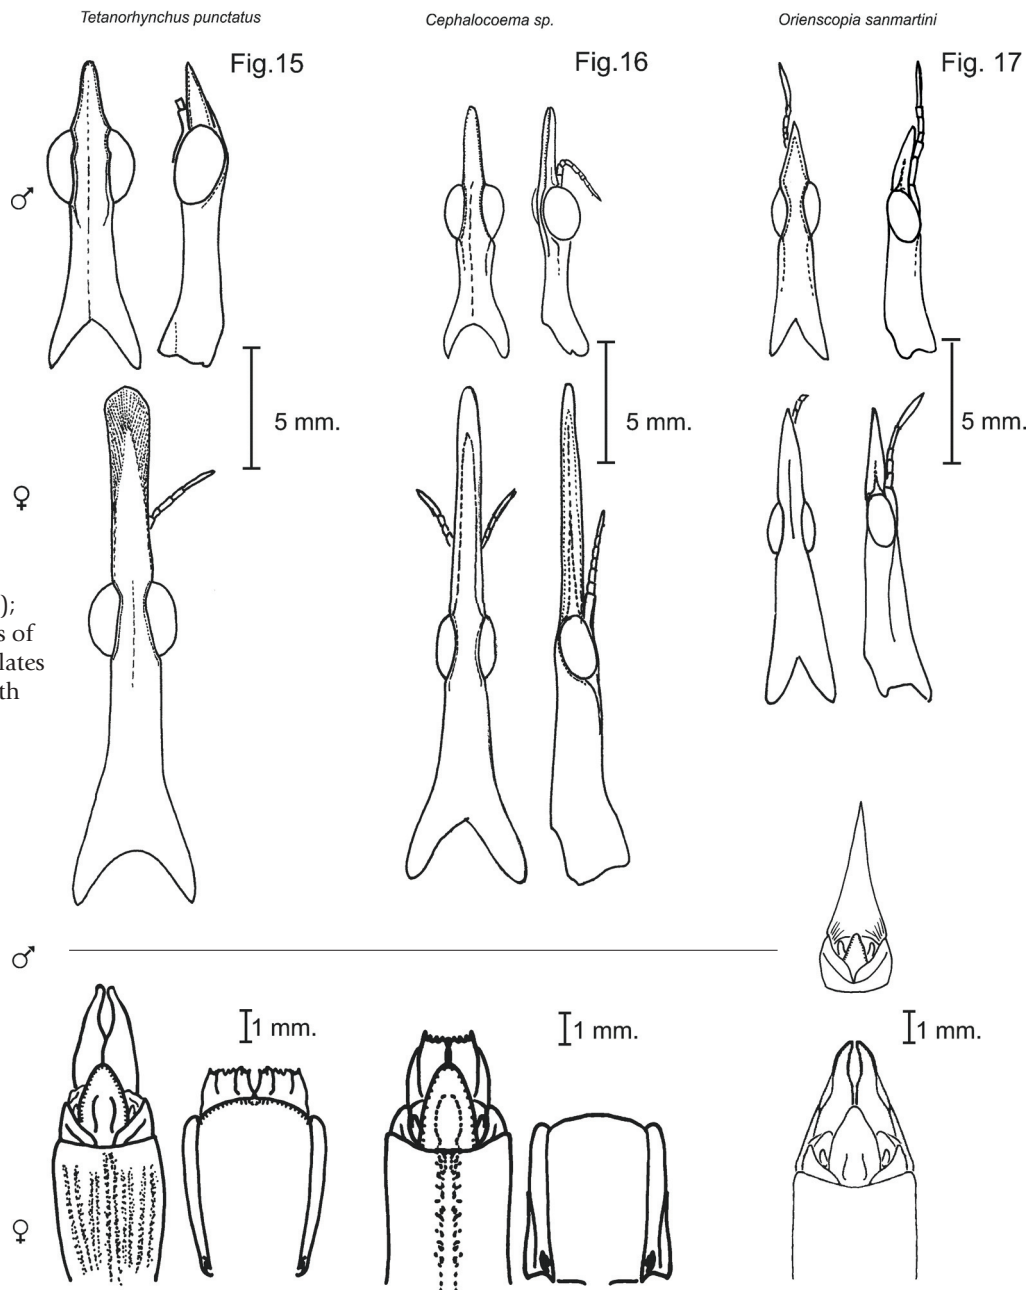 Tetanorhynchus punctatus
Cephalocoema sp.
Orienscopia sanmartini
Fig.15
Fig.16
Fig. 17
♂
5 mm.
5 mm.
5 mm.
♀
);
s of
lates
th
♂
1 mm.
1 mm.
1 mm.
♀